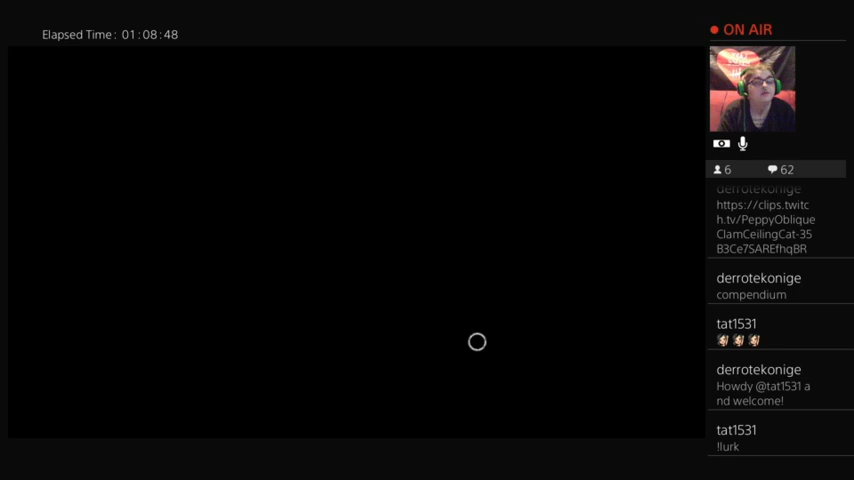 Elapsed Time: 01:08:48
ON AIR
6
62
derrotekonige
https://clips.twitc
h.tv/PeppyOblique
ClamCeilingCat-35
B3Ce7SAREfhqBR
derrotekonige
compendium
tat1531
derrotekonige
Howdy @tat1531 a
nd welcome!
tat1531
!lurk